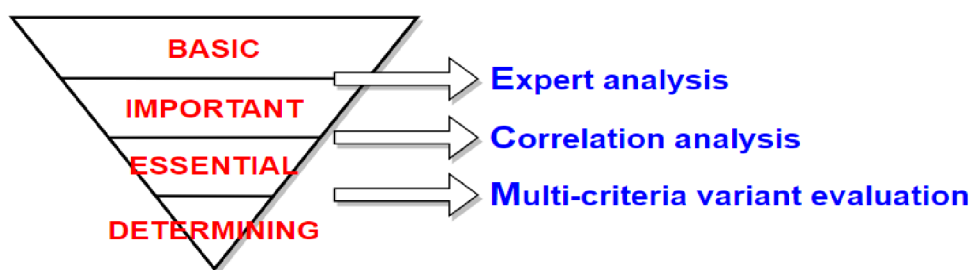 BASIC
Expert analysis
IMPORTANT
Correlation analysis
ESSENTIAL
Multi-criteria variant evaluation
DETERMINING